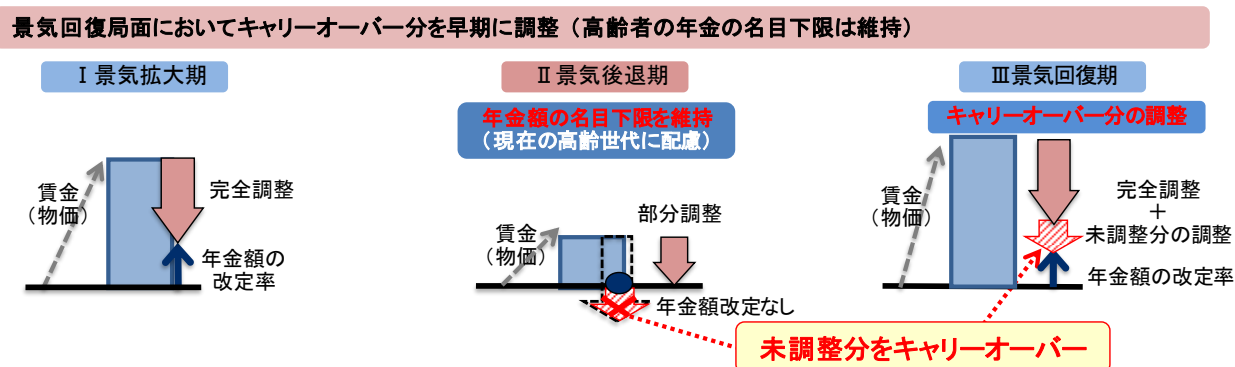 景気回復局面においてキャリーオーバー分を早期に調整（高齢者の年金の名目下限は維持）
Ⅰ景気拡大期
賃金
（物価）
完全調整
年金額の
改定率
Ⅱ景気後退期
年金額の名目下限を維持
（現在の高齢世代に配慮）
賃金
（物価）
部分調整
年金額改定なし
Ⅲ景気回復期
キャリーオーバー分の調整
賃金
（物価）
完全調整
＋
未調整分の調整
年金額の改定率
未調整分をキャリーオーバー